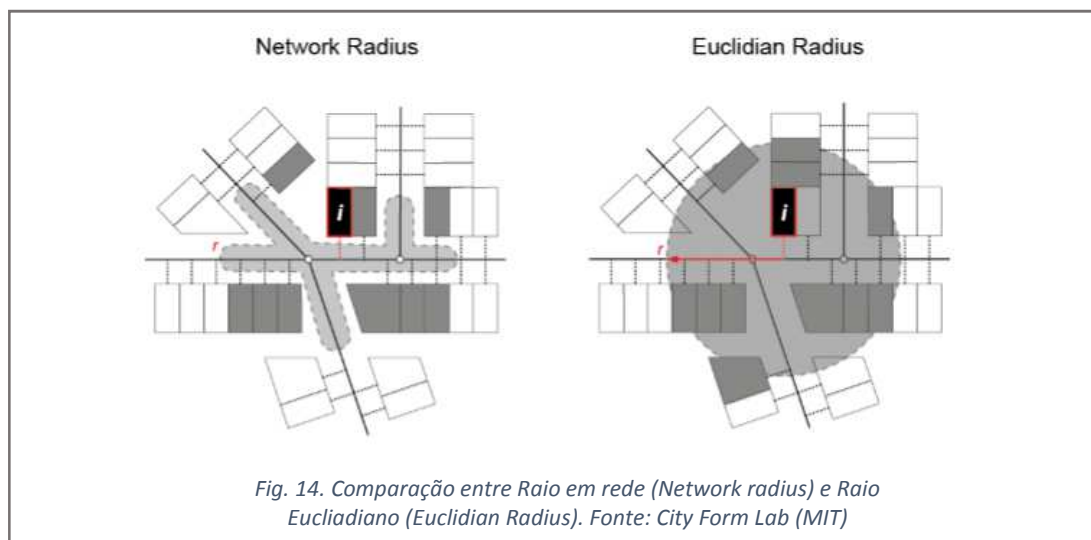 Network Radius
Euclidian Radius
i
i
r
r
Fig. 14. Comparação entre Raio em rede (Network radius) e Raio
Eucliadiano (Euclidian Radius). Fonte: City Form Lab (MIT)